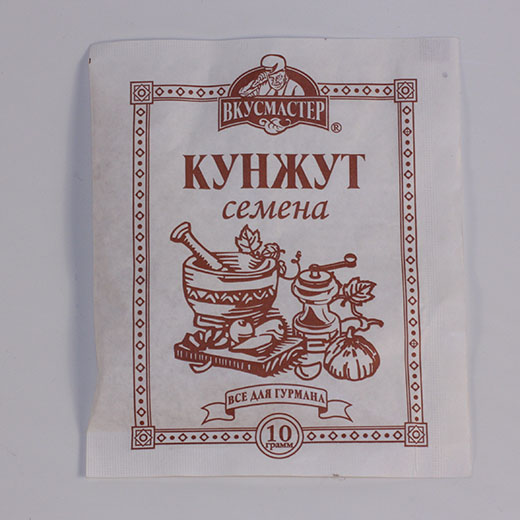 ВКУСМАСТЕР
®
КУНЖУТ
семена
ВСЕ ДЛЯ ГУРМАНА
10
грамм